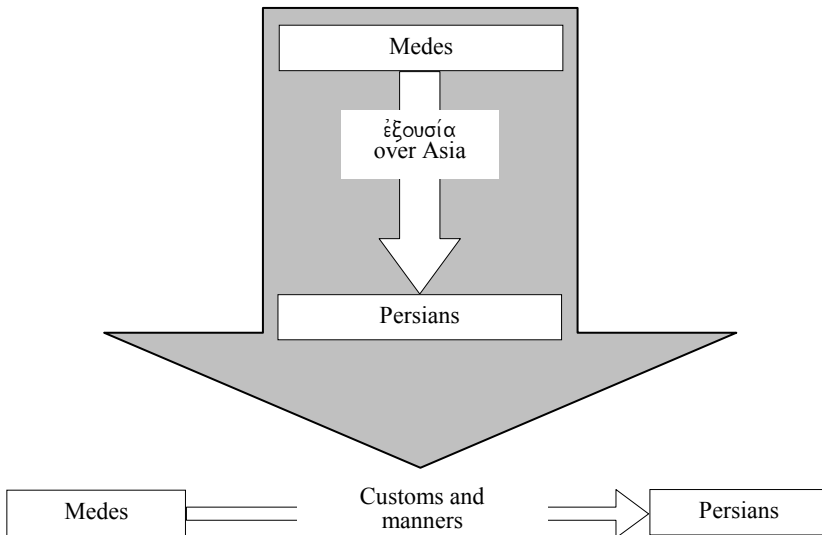 Medes
ἐξουσία
over Asia
Persians
Medes
Customs and
manners
Persians